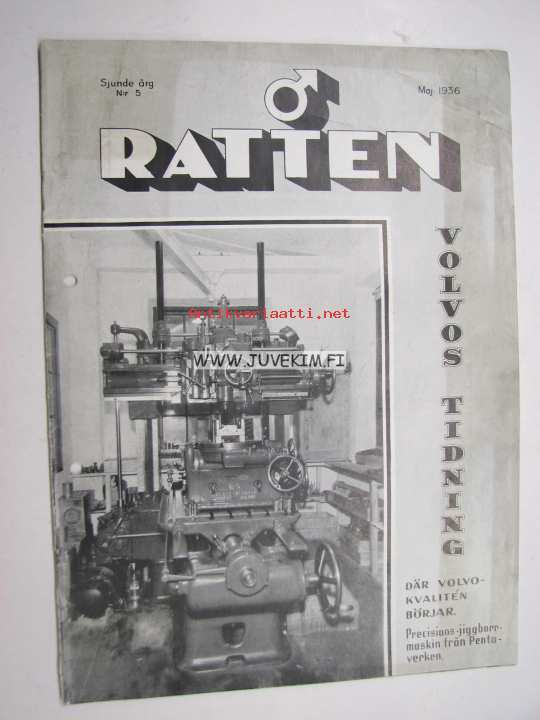 Sjunde årg
N:r 5
Maj 1936
RATTEN
VOLVOS TIDNING
Antikvariaatti.net
WWW.JUVEKIM.FI
DÄR VOLVO-
KVALITÉN
BÖRJAR.
Precisions-jiggborr-
maskin från Penta-
verken.